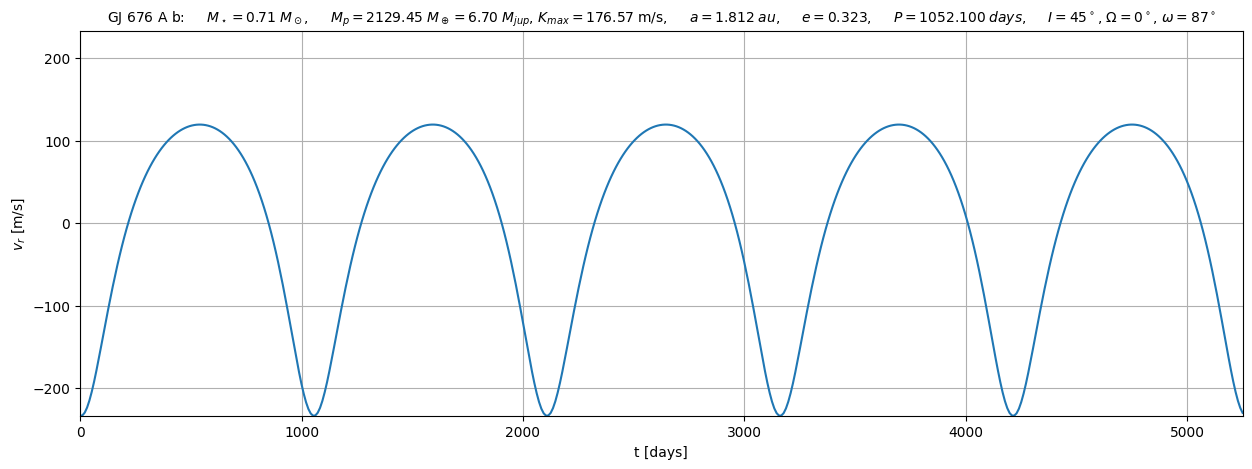 GJ 676 A b: M⋆ = 0.71 M⊙, Mp = 2129.45 M⊕ = 6.70 Mjup, Kmax = 176.57 m/s, a = 1.812 au, e = 0.323, P = 1052.100 days, I = 45°, Ω = 0°, ω = 87°
200
100
0
−100
−200
vr [m/s]
0 1000 2000 3000 4000 5000
t [days]